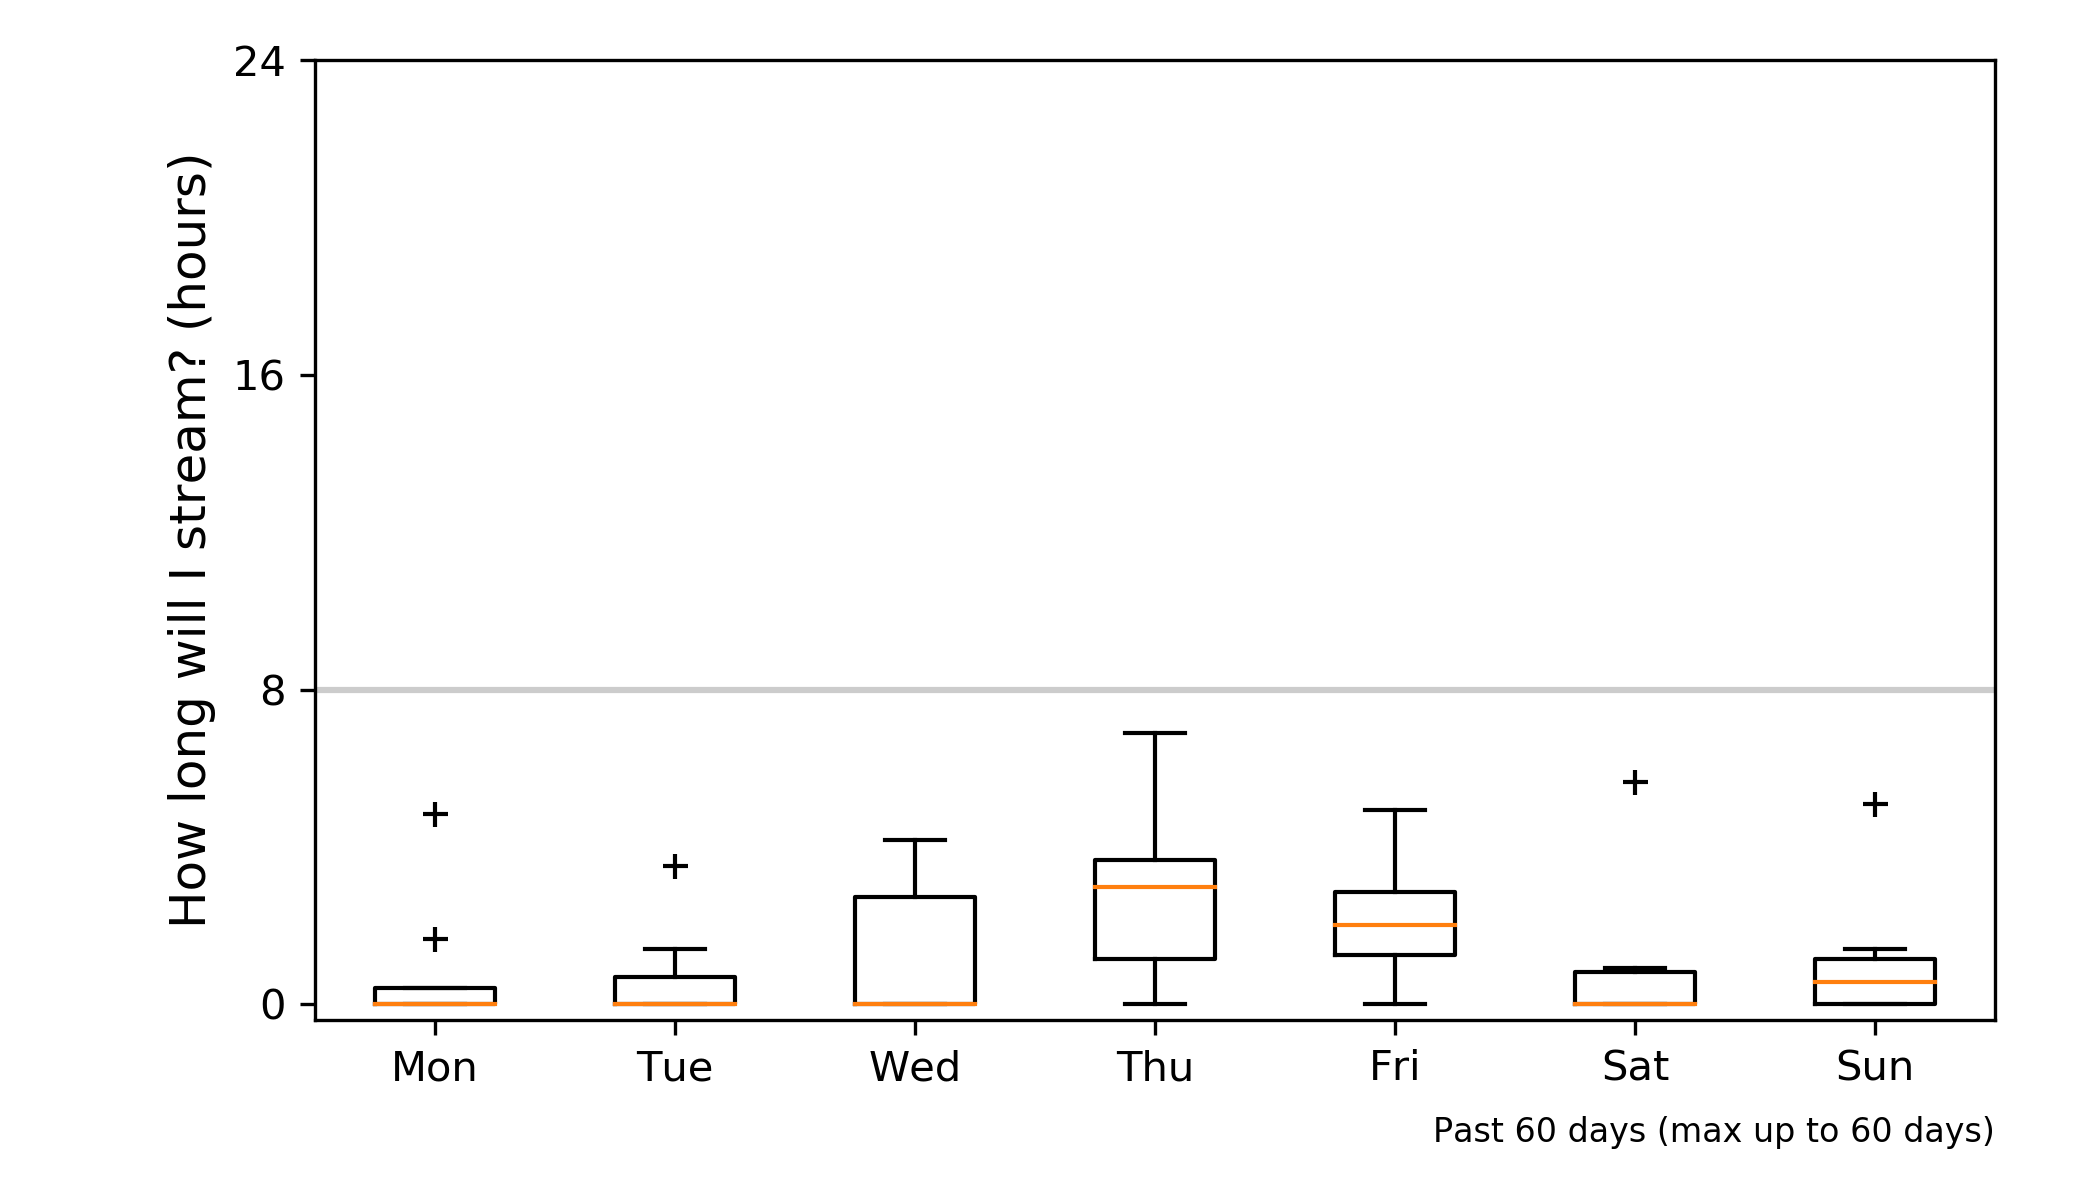 How long will I stream? (hours)
24
16
8
0
Mon Tue Wed Thu Fri Sat Sun
Past 60 days (max up to 60 days)